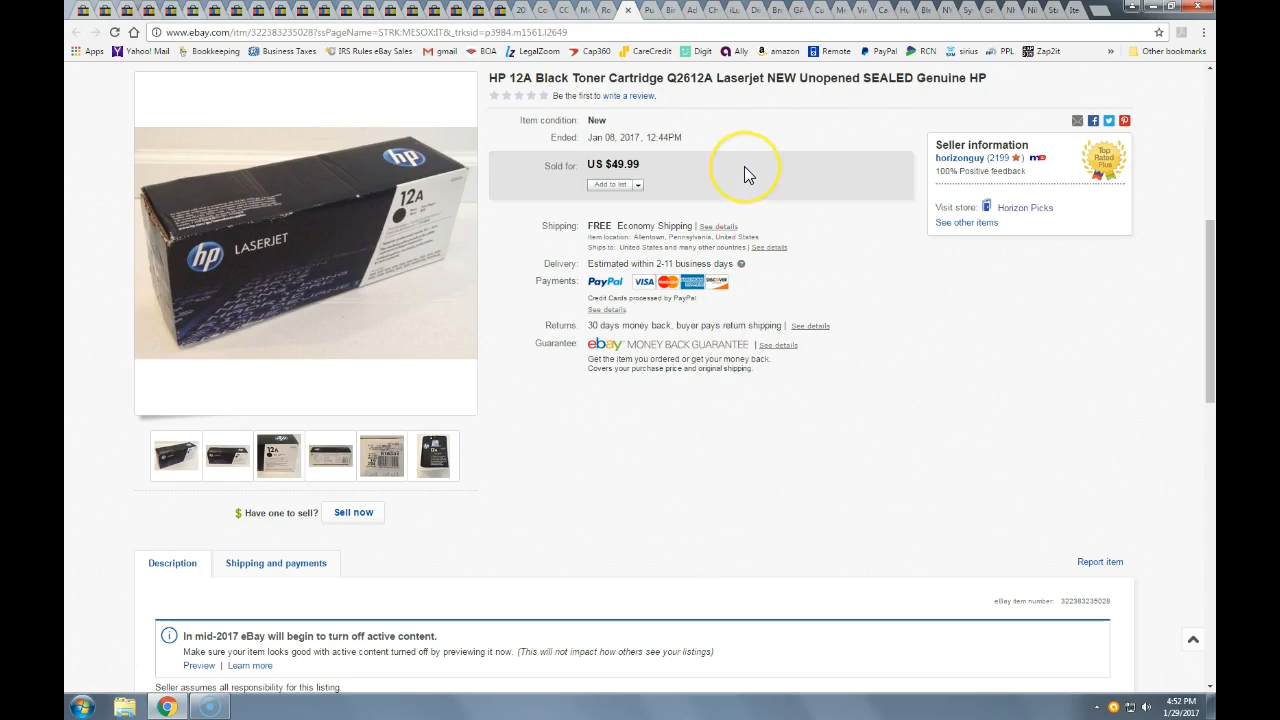 www.ebay.com/itm/322383235028?ssPageName=STRK:MESOX:IT&_trksid=p3984.m1561.l2649
Apps Yahoo! Mail Bookkeeping Business Taxes IRS Rules eBay Sales gmail BOA LegalZoom Cap360 CareCredit Digit Ally amazon Remote PayPal RCN sirius PPL Zap2it » Other bookmarks
HP 12A Black Toner Cartridge Q2612A Laserjet NEW Unopened SEALED Genuine HP
Be the first to write a review.
Item condition: New
Ended: Jan 08, 2017 , 12:44PM
Sold for: US $49.99
Add to list
Shipping: FREE Economy Shipping | See details
Item location: Allentown, Pennsylvania, United States
Ships to: United States and many other countries | See details
Delivery: Estimated within 2-11 business days
Payments: PayPal VISA MasterCard DISCOVER
Credit Cards processed by PayPal
See details
Returns: 30 days money back, buyer pays return shipping | See details
Guarantee: ebay MONEY BACK GUARANTEE | See details
Get the item you ordered or get your money back.
Covers your purchase price and original shipping.
Seller information
horizonguy (2199 ) me
100% Positive feedback
Top Rated Plus
Visit store: Horizon Picks
See other items
hp
12A
hp LASERJET
12A
$ Have one to sell? Sell now
Description Shipping and payments
Report item
eBay item number: 322383235028
In mid-2017 eBay will begin to turn off active content.
Make sure your item looks good with active content turned off by previewing it now. (This will not impact how others see your listings)
Preview | Learn more
Seller assumes all responsibility for this listing.
4:52 PM
1/29/2017